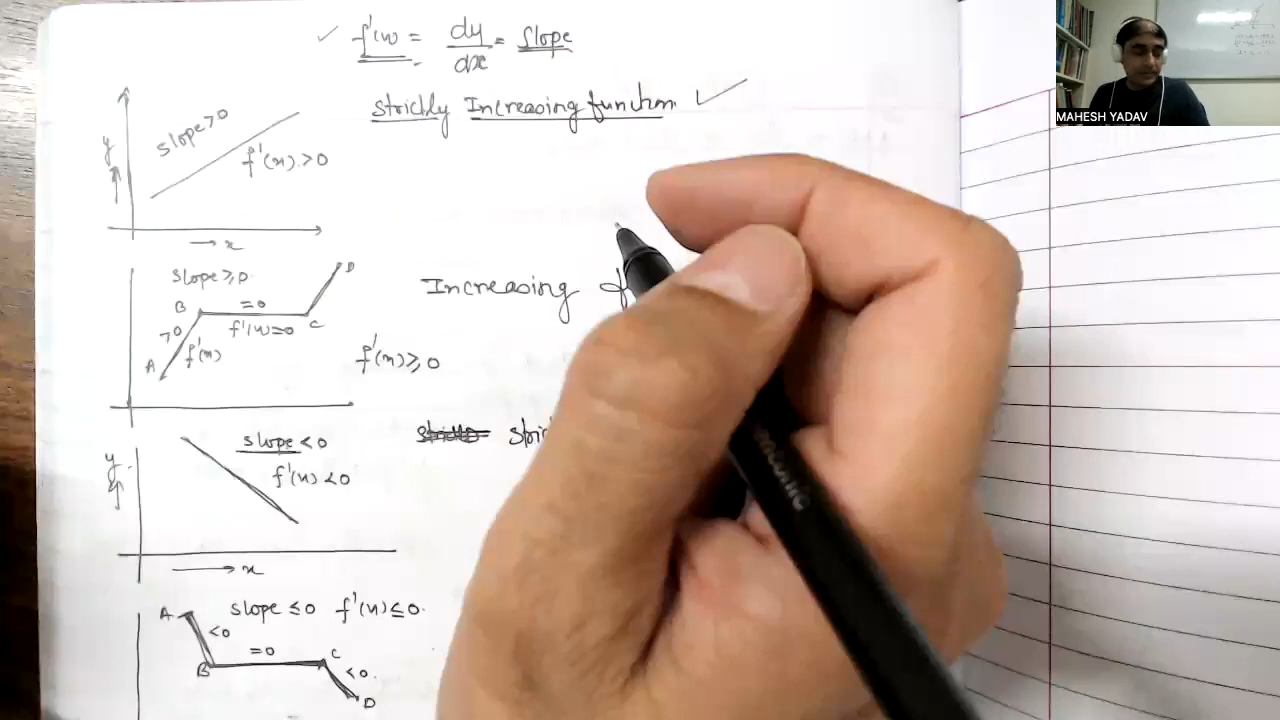 ✓ f'(x) = dy/dx = slope
strictly Increasing function ✓
slope > 0
f'(x) > 0
y
→ x
slope ≥ 0
B = 0 C D
f'(x) = 0
> 0
A f'(x)
Increasing f
f'(x) ≥ 0
slope < 0
f'(x) < 0
y
→ x
slope ≤ 0 f'(x) ≤ 0.
A < 0
= 0
B C
< 0.
D
MAHESH YADAV